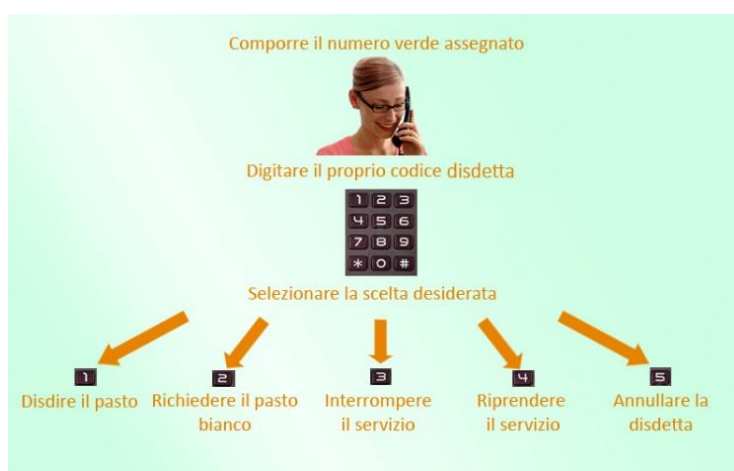 Comporre il numero verde assegnato
Digitare il proprio codice disdetta
1 2 3
4 5 6
7 8 9
* 0 #
Selezionare la scelta desiderata
1
Disdire il pasto
2
Richiedere il pasto
bianco
3
Interrompere
il servizio
4
Riprendere
il servizio
5
Annullare la
disdetta